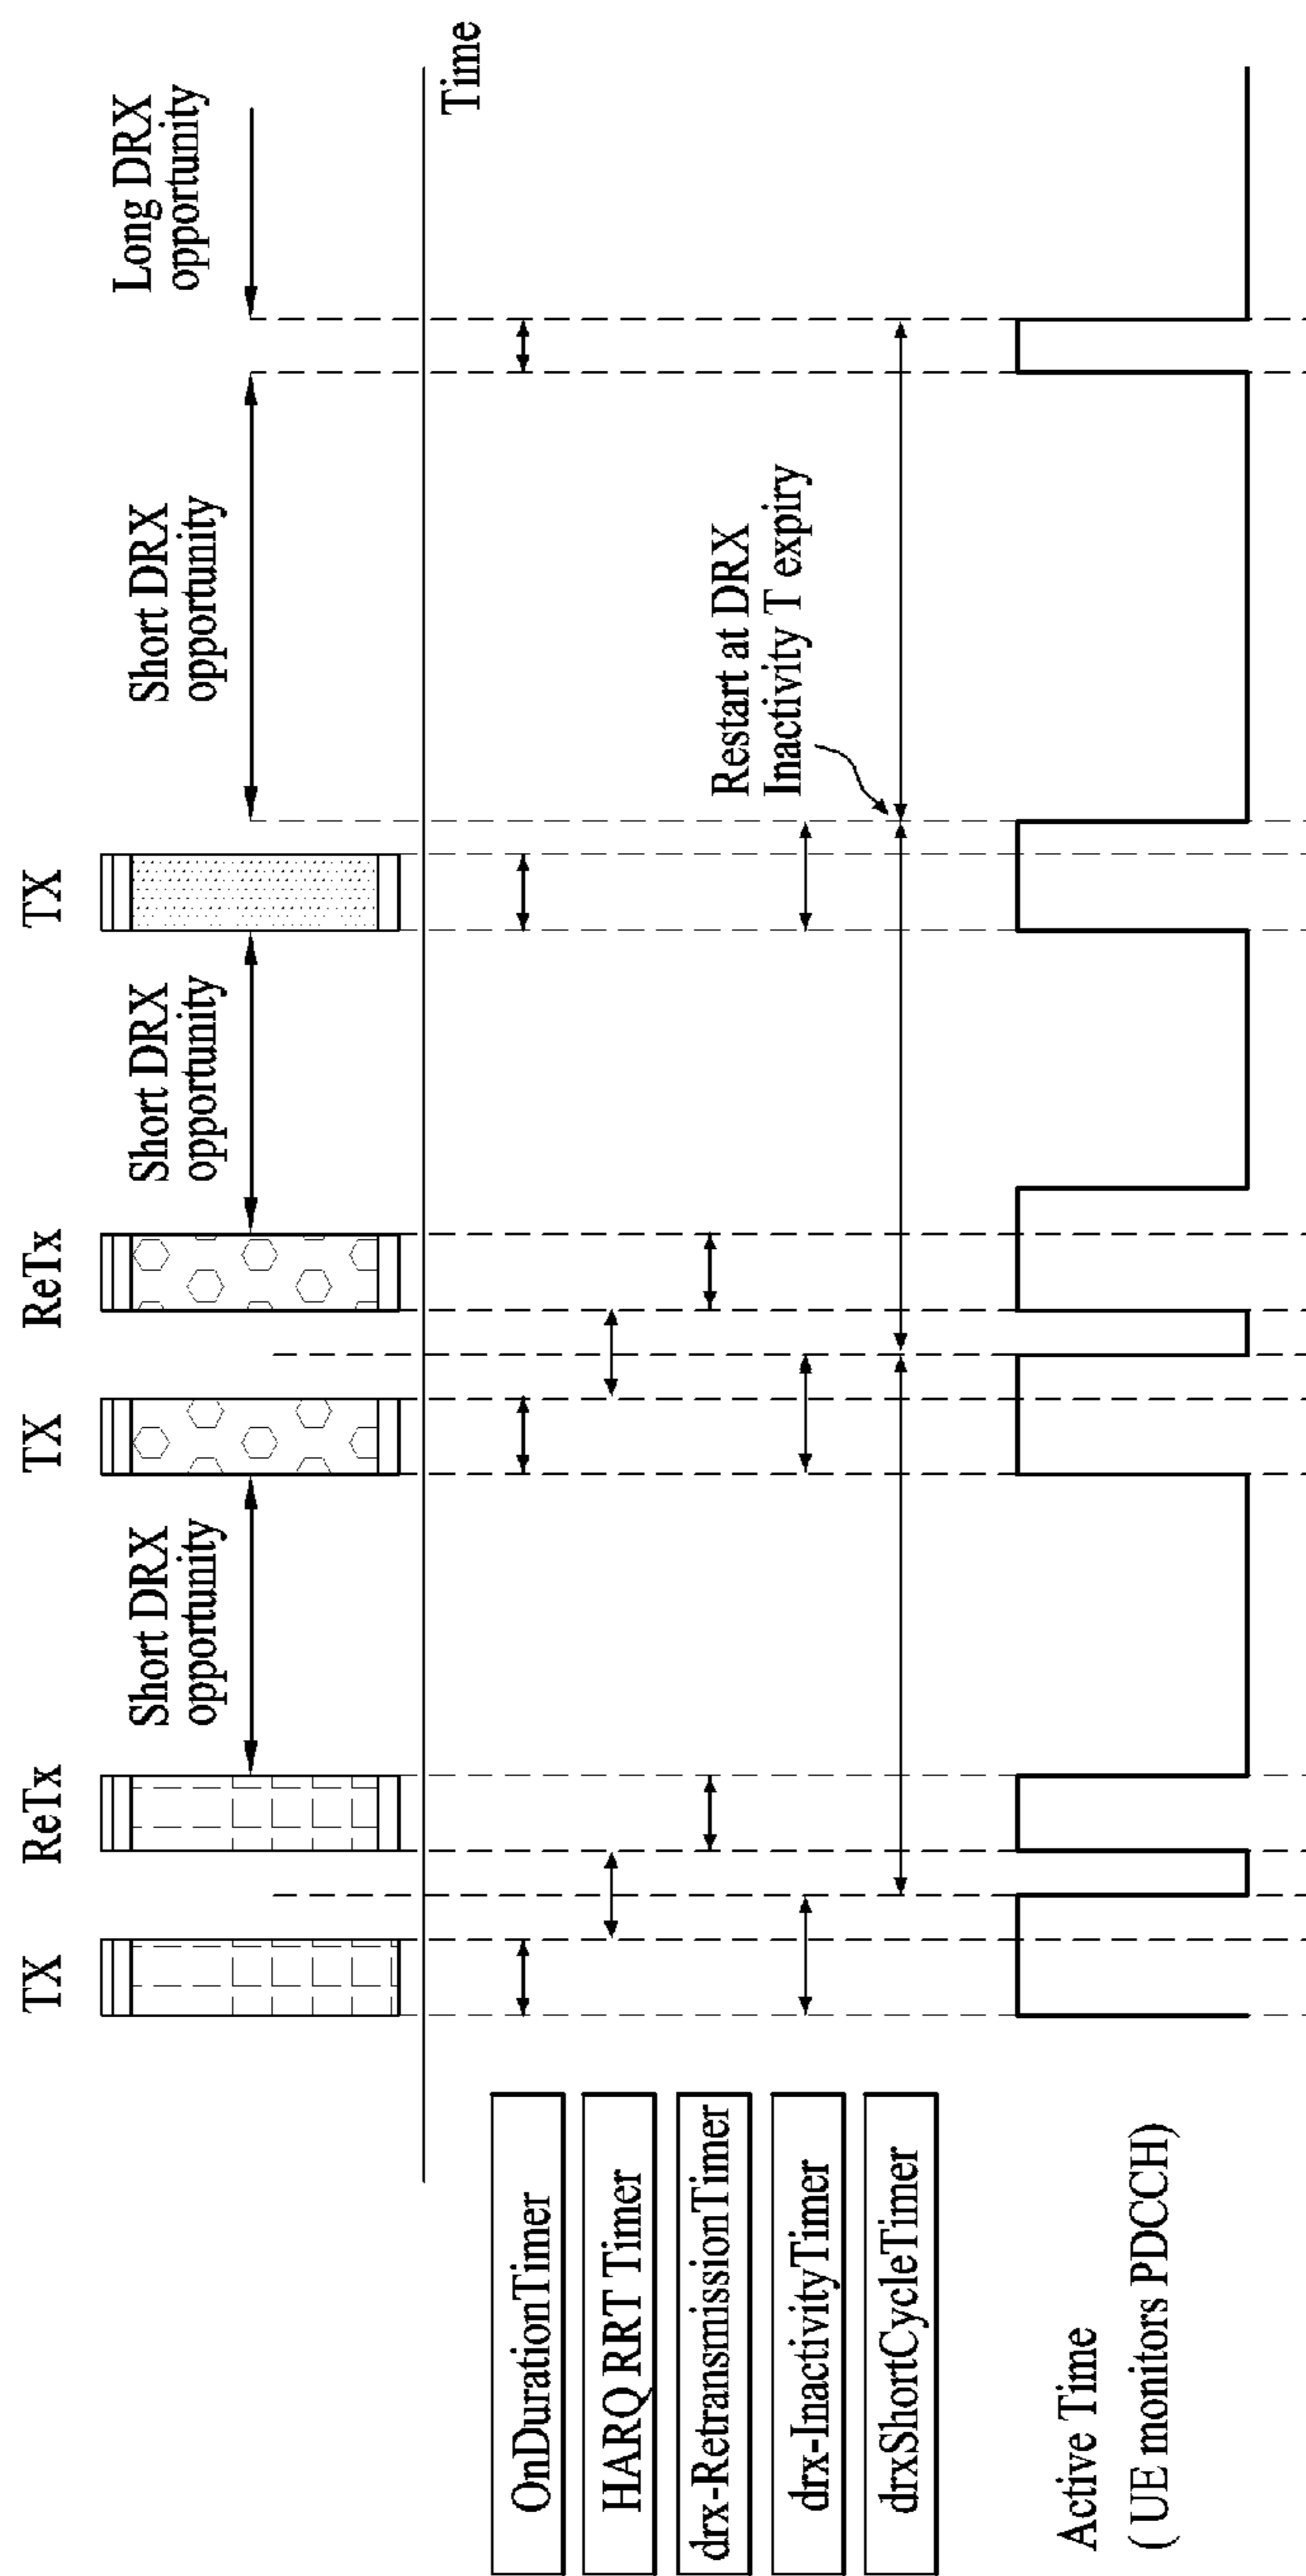 TX
ReTx
TX
ReTx
TX
Short DRX
opportunity
Short DRX
opportunity
Short DRX
opportunity
Long DRX
opportunity
Time
OnDurationTimer
HARQ RRT Timer
drx-RetransmissionTimer
drx-InactivityTimer
Restart at DRX
Inactivity T expiry
drxShortCycleTimer
Active Time
( UE monitors PDCCH)